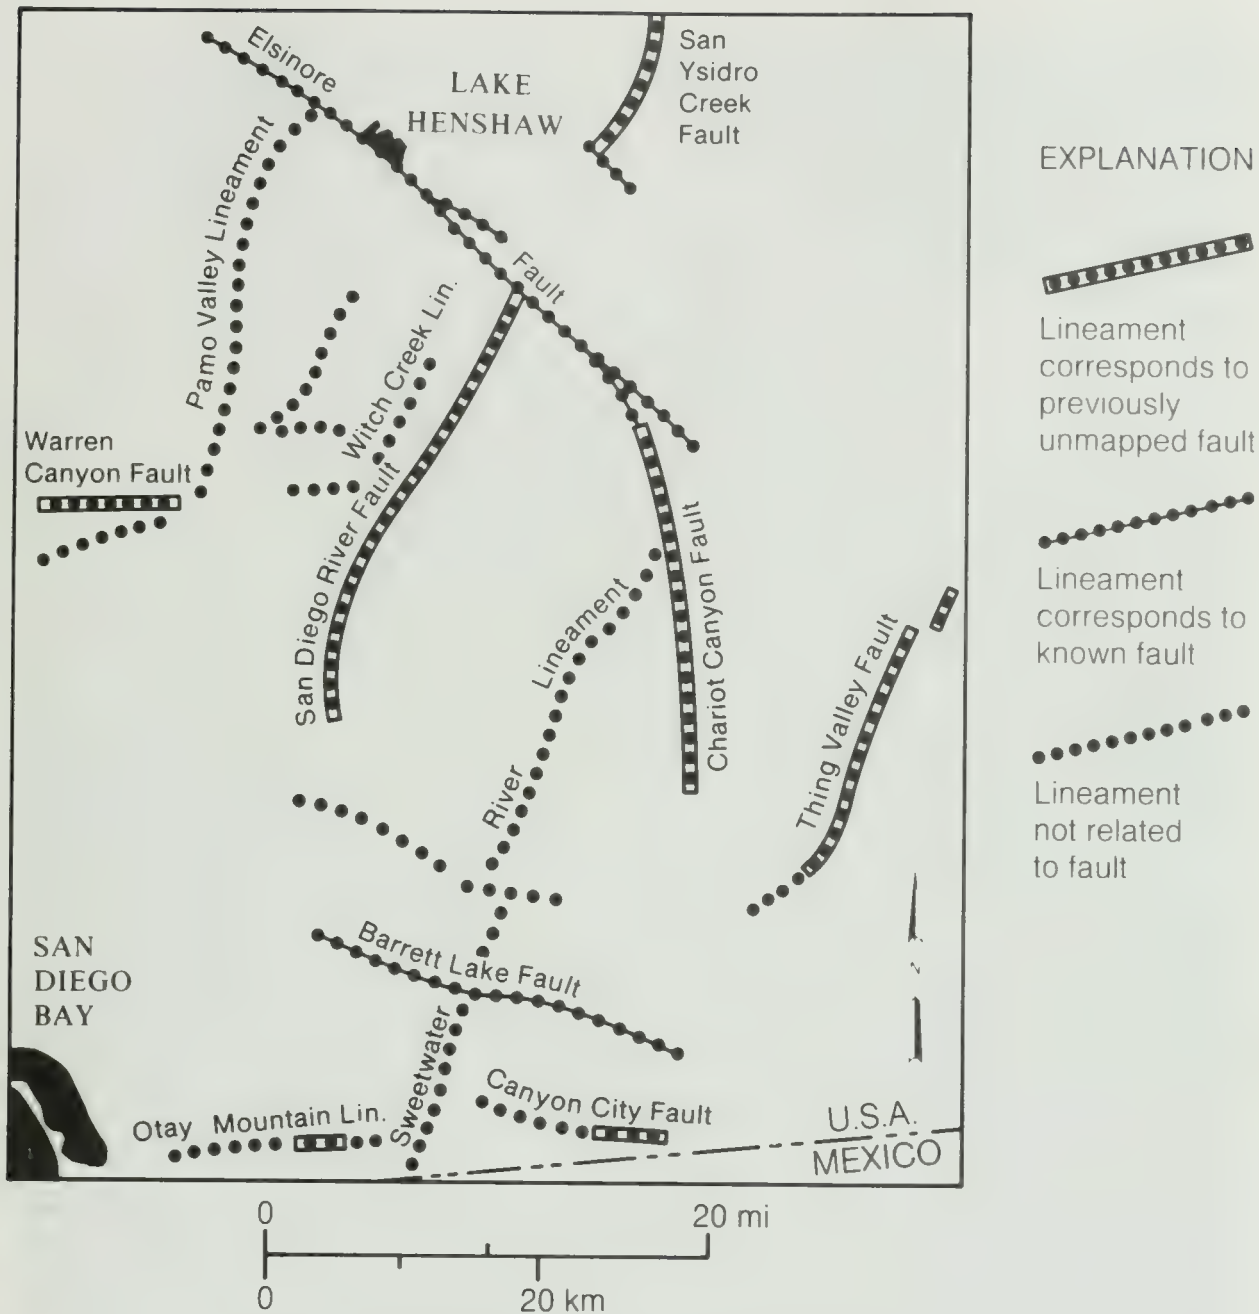 Elsinore
LAKE
HENSHAW
San
Ysidro
Creek
Fault
Pamo Valley Lineament
Fault
Witch Creek Lin.
Warren
Canyon Fault
San Diego River Fault
Lineament
Chariot Canyon Fault
Thing Valley Fault
River
Barrett Lake Fault
SAN
DIEGO
BAY
Sweetwater
Canyon City Fault
Otay Mountain Lin.
U.S.A.
MEXICO
0 20 mi
0 20 km
EXPLANATION
Lineament
corresponds to
previously
unmapped fault
Lineament
corresponds to
known fault
Lineament
not related
to fault